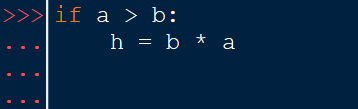 >>> if a > b:
...     h = b * a
...
...